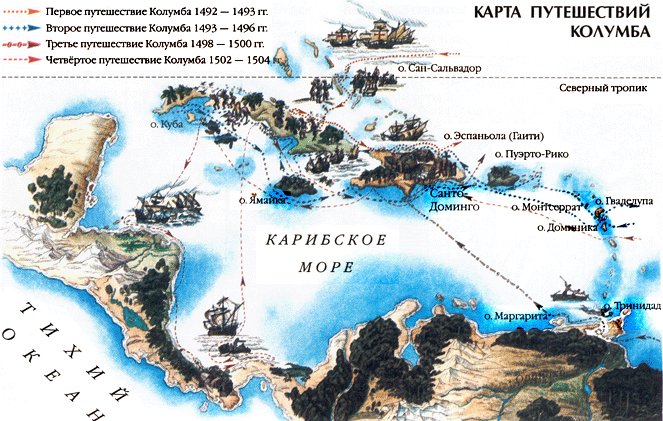 Первое путешествие Колумба 1492 – 1493 гг.
Второе путешествие Колумба 1493 – 1496 гг.
Третье путешествие Колумба 1498 – 1500 гг.
Четвёртое путешествие Колумба 1502 – 1504 гг.
КАРТА ПУТЕШЕСТВИЙ
КОЛУМБА
о. Сан-Сальвадор
Северный тропик
о. Куба
о. Эспаньола (Гаити)
о. Пуэрто-Рико
о. Ямайка
Санто-
Доминго
о. Монтсеррат
о. Гваделупа
о. Доминика
КАРИБСКОЕ
МОРЕ
о. Маргарита
о. Тринидад
ТИХИЙ
ОКЕАН